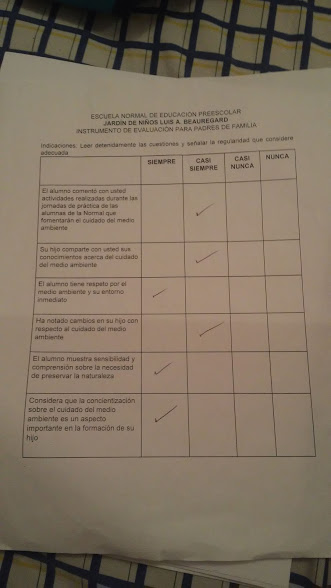 ESCUELA NORMAL DE EDUCACION PREESCOLAR
JARDIN DE NIÑOS LUIS A. BEAUREGARD
INSTRUMENTO DE EVALUACIÓN PARA PADRES DE FAMILIA
Indicaciones: Leer detenidamente las cuestiones y señalar la regularidad que considere
adecuada
SIEMPRE CASI SIEMPRE CASI NUNCA NUNCA
El alumno comentó con usted
actividades realizadas durante las
jornadas de práctica de las
alumnas de la Normal que
fomentarán el cuidado del medio
ambiente
Su hijo comparte con usted sus
conocimientos acerca del cuidado
del medio ambiente
El alumno tiene respeto por el
medio ambiente y su entorno
inmediato
Ha notado cambios en su hijo con
respecto al cuidado del medio
ambiente
El alumno muestra sensibilidad y
comprensión sobre la necesidad
de preservar la naturaleza
Considera que la concientización
sobre el cuidado del medio
ambiente es un aspecto
importante en la formación de su
hijo